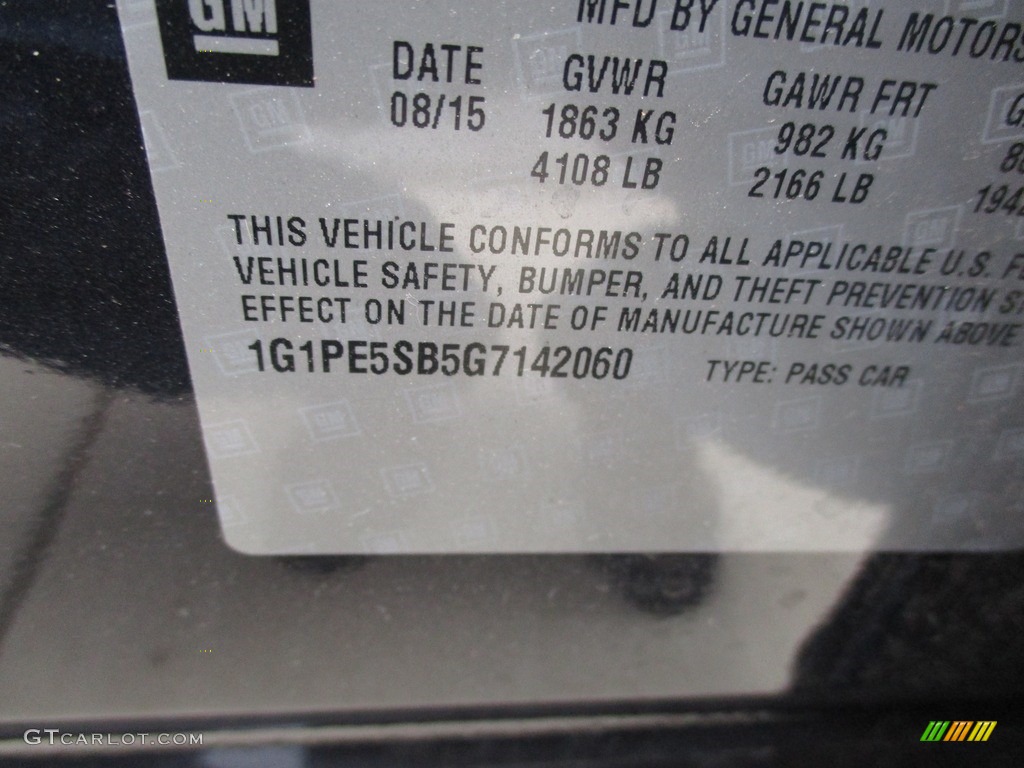 GM
MFD BY GENERAL MOTORS
DATE GVWR GAWR FRT
08/15 1863 KG 982 KG
4108 LB 2166 LB
THIS VEHICLE CONFORMS TO ALL APPLICABLE U.S.
VEHICLE SAFETY, BUMPER, AND THEFT PREVENTION
EFFECT ON THE DATE OF MANUFACTURE SHOWN ABOVE
1G1PE5SB5G7142060 TYPE: PASS CAR
GTCARLOT.COM